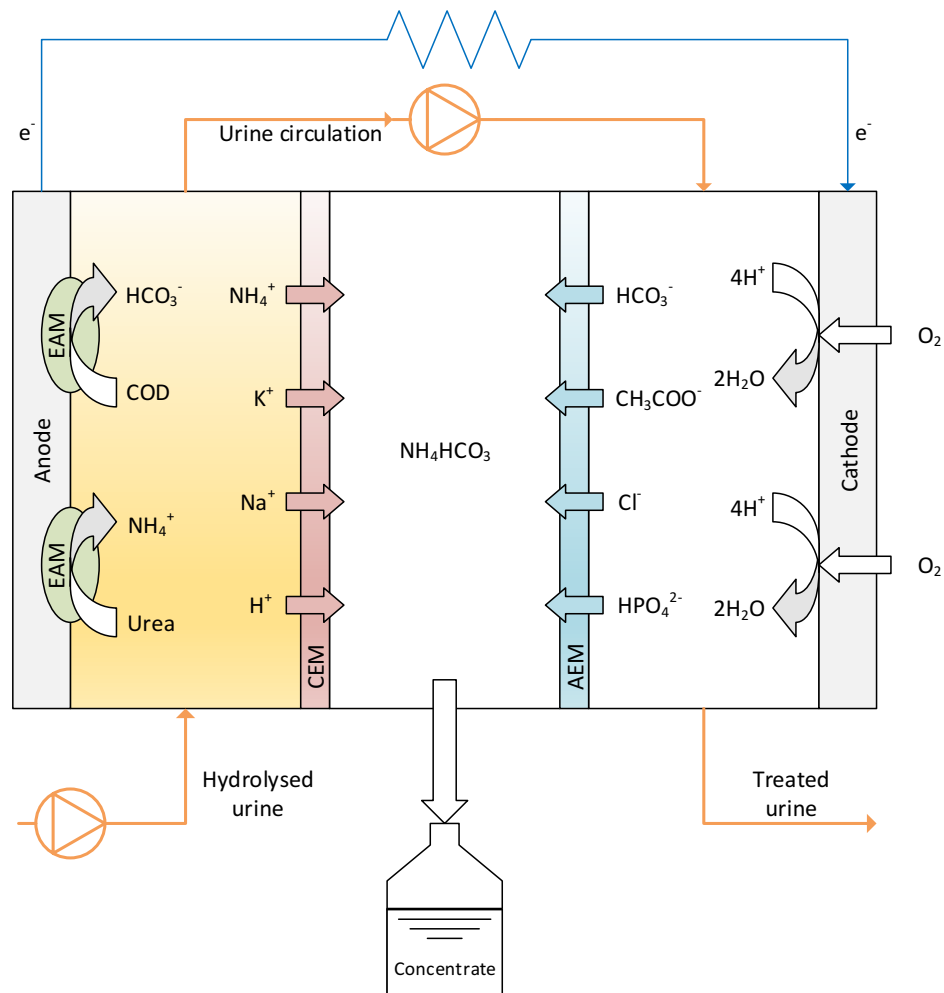 e⁻
Urine circulation
e⁻
HCO₃⁻
NH₄⁺
HCO₃⁻
4H⁺
EAM
O₂
COD
2H₂O
K⁺
CH₃COO⁻
Anode
NH₄HCO₃
Cathode
NH₄⁺
Na⁺
Cl⁻
4H⁺
EAM
O₂
Urea
H⁺
HPO₄²⁻
2H₂O
CEM
AEM
Hydrolysed
urine
Treated
urine
Concentrate